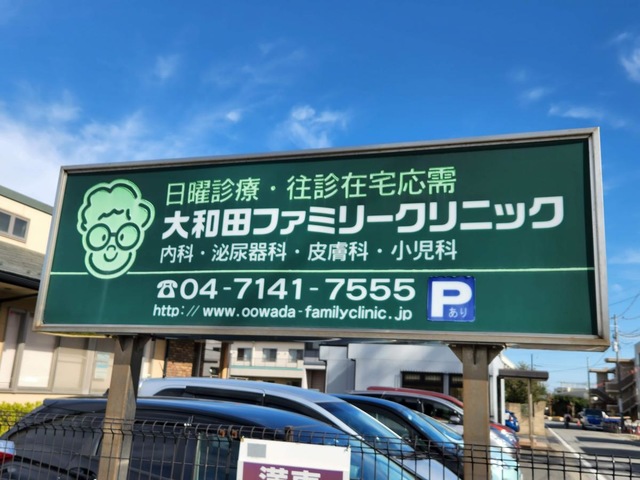 日曜診療・往診在宅応需
大和田ファミリークリニック
内科・泌尿器科・皮膚科・小児科
☎04-7141-7555
http://www.oowada-familyclinic.jp
P
あり
満車